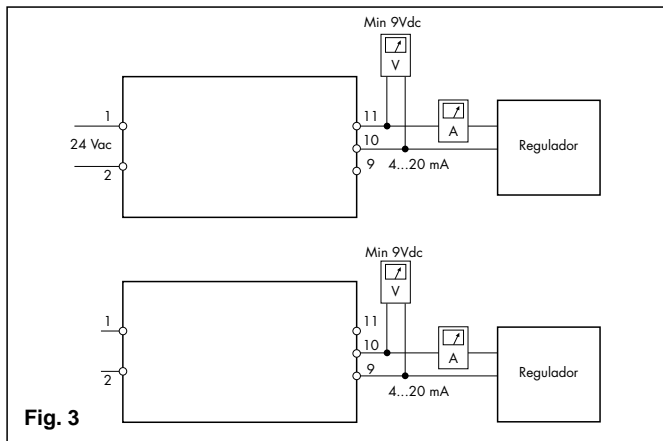 Min 9Vdc
V
1
11
A
24 Vac
10
Regulador
2
9
4...20 mA
Min 9Vdc
V
1
11
A
10
Regulador
2
9
4...20 mA
Fig. 3